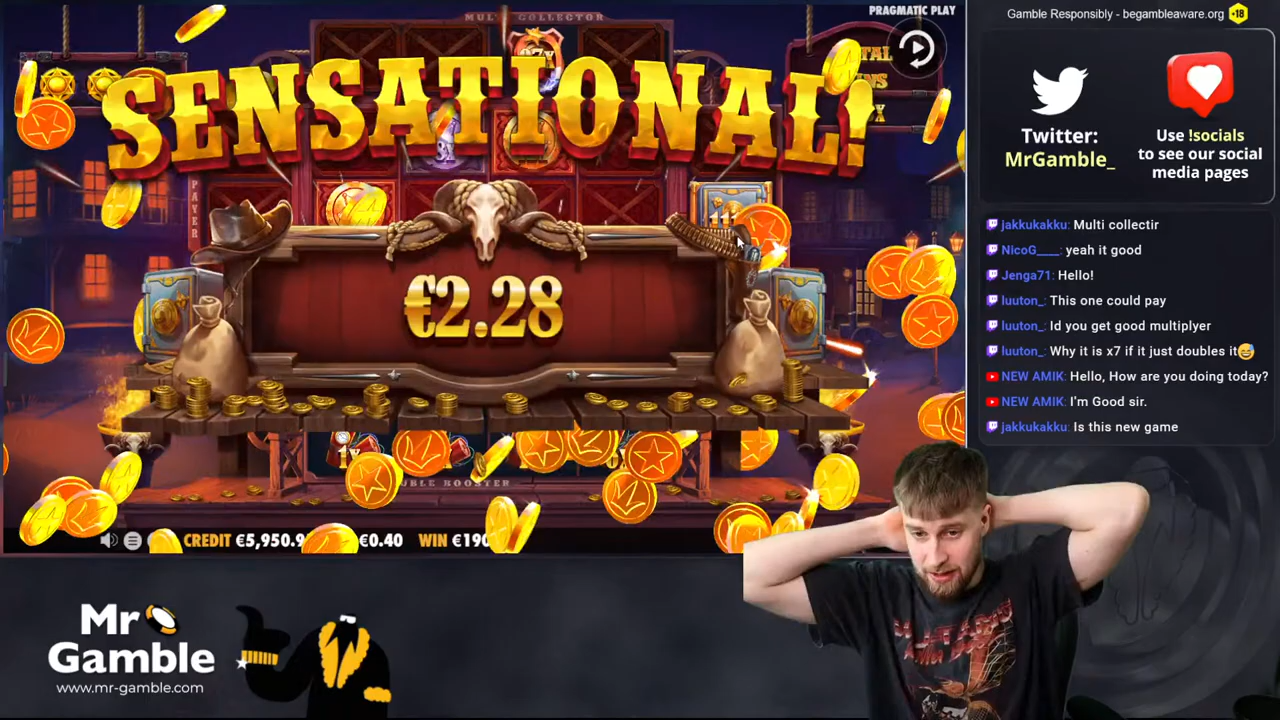 MULTI COLLECTOR
PRAGMATIC PLAY
SENSATIONAL!
PAYER
€2.28
1x
DOUBLE BOOSTER
CREDIT €5,950.9
€0.40
WIN €190
Gamble Responsibly - begambleaware.org +18
Twitter:
MrGamble_
Use !socials
to see our social
media pages
jakkukakku: Multi collectir
NicoG___: yeah it good
Jenga71: Hello!
luuton_: This one could pay
luuton_: Id you get good multiplyer
luuton_: Why it is x7 if it just doubles it😅
NEW AMIK: Hello, How are you doing today?
NEW AMIK: I'm Good sir.
jakkukakku: Is this new game
Mr
Gamble
www.mr-gamble.com